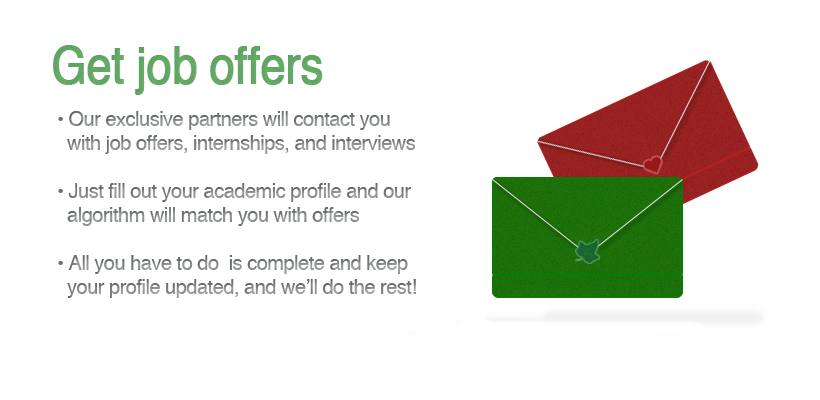 Get job offers
• Our exclusive partners will contact you
with job offers, internships, and interviews
• Just fill out your academic profile and our
algorithm will match you with offers
• All you have to do  is complete and keep
your profile updated, and we'll do the rest!